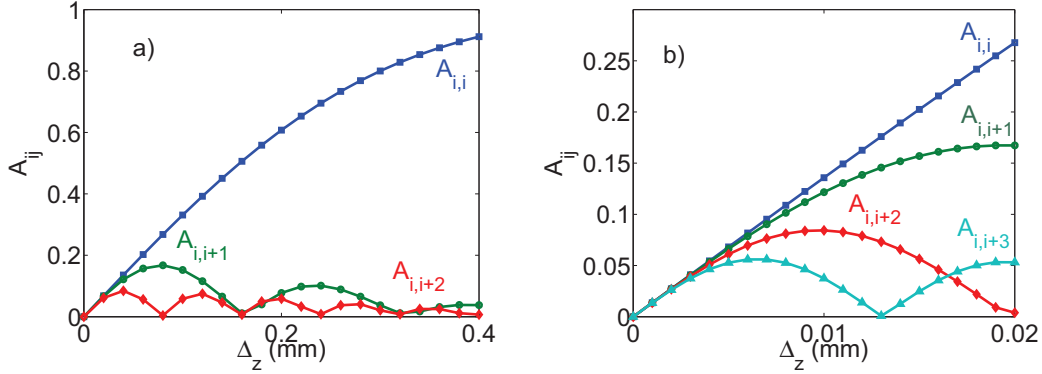 a)
1
0.8
0.6
0.4
0.2
0
0
0.2
0.4
A_ij
Δ_z (mm)
A_i,i
A_i,i+1
A_i,i+2
b)
0.25
0.2
0.15
0.1
0.05
0
0
0.01
0.02
A_ij
Δ_z (mm)
A_i,i
A_i,i+1
A_i,i+2
A_i,i+3